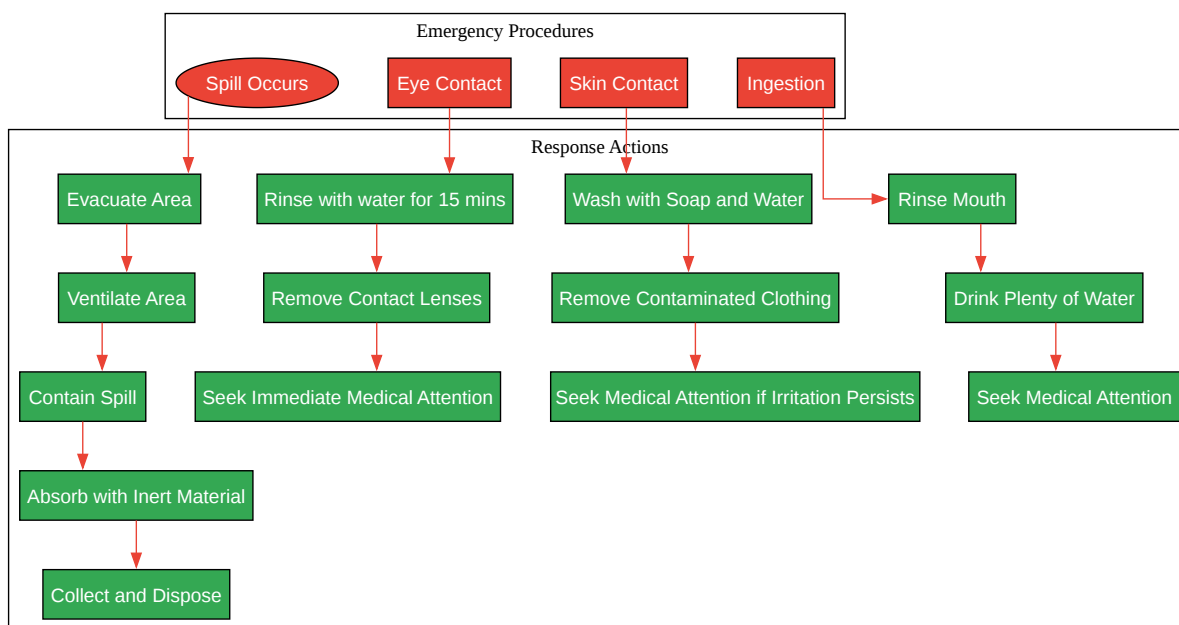 Emergency Procedures
Spill Occurs
Eye Contact
Skin Contact
Ingestion
Response Actions
Evacuate Area
Rinse with water for 15 mins
Wash with Soap and Water
Rinse Mouth
Ventilate Area
Remove Contact Lenses
Remove Contaminated Clothing
Drink Plenty of Water
Contain Spill
Seek Immediate Medical Attention
Seek Medical Attention if Irritation Persists
Seek Medical Attention
Absorb with Inert Material
Collect and Dispose